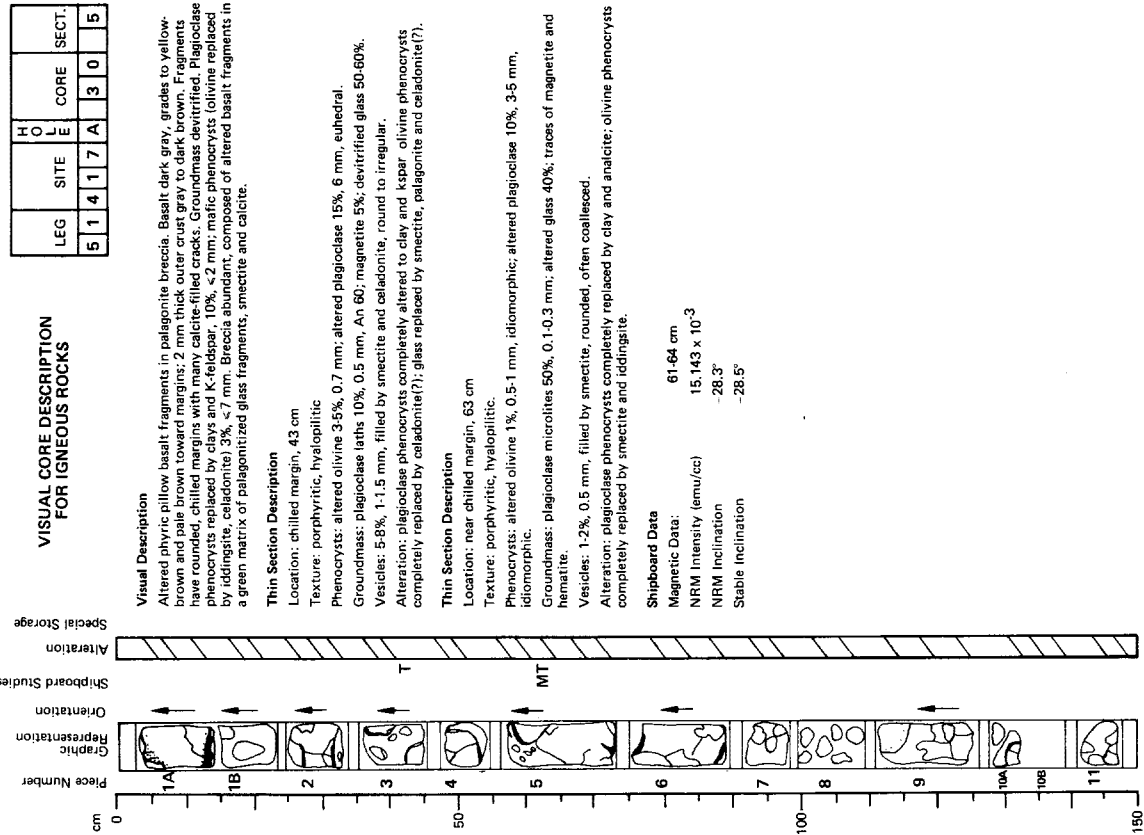 VISUAL CORE DESCRIPTION
FOR IGNEOUS ROCKS
LEG SITE HOLE CORE SECT.
5 1 4 1 7 A 3 0 5
cm
Piece Number
Graphic
Representation
Orientation
Shipboard Studies
Alteration
Special Storage
0
50
100
150
1A
1B
2
3
4
5
6
7
8
9
10A
10B
11
T
MT
Visual Description
Altered phyric pillow basalt fragments in palagonite breccia. Basalt dark gray, grades to yellow-
brown and pale brown toward margins; 2 mm thick outer crust gray to dark brown. Fragments
have rounded, chilled margins with many calcite-filled cracks. Groundmass devitrified. Plagioclase
phenocrysts replaced by clays and K-feldspar, 10%, <2 mm; mafic phenocrysts (olivine replaced
by iddingsite, celadonite) 3%, <7 mm. Breccia abundant, composed of altered basalt fragments in
a green matrix of palagonitized glass fragments, smectite and calcite.
Thin Section Description
Location: chilled margin, 43 cm
Texture: porphyritic, hyalopilitic
Phenocrysts: altered olivine 3-5%, 0.7 mm; altered plagioclase 15%, 6 mm, euhedral.
Groundmass: plagioclase laths 10%, 0.5 mm, An 60; magnetite 5%; devitrified glass 50-60%.
Vesicles: 5-8%, 1-1.5 mm, filled by smectite and celadonite, round to irregular.
Alteration: plagioclase phenocrysts completely altered to clay and kspar olivine phenocrysts
completely replaced by celadonite(?); glass replaced by smectite, palagonite and celadonite(?).
Thin Section Description
Location: near chilled margin, 63 cm
Texture: porphyritic, hyalopilitic.
Phenocrysts: altered olivine 1%, 0.5-1 mm, idiomorphic; altered plagioclase 10%, 3-5 mm,
idiomorphic.
Groundmass: plagioclase microlites 50%, 0.1-0.3 mm; altered glass 40%; traces of magnetite and
hematite.
Vesicles: 1-2%, 0.5 mm, filled by smectite, rounded, often coallesced.
Alteration: plagioclase phenocrysts completely replaced by clay and analcite; olivine phenocrysts
completely replaced by smectite and iddingsite.
Shipboard Data
Magnetic Data: 61-64 cm
NRM Intensity (emu/cc) 15.143 x 10⁻³
NRM Inclination -28.3°
Stable Inclination -28.5°